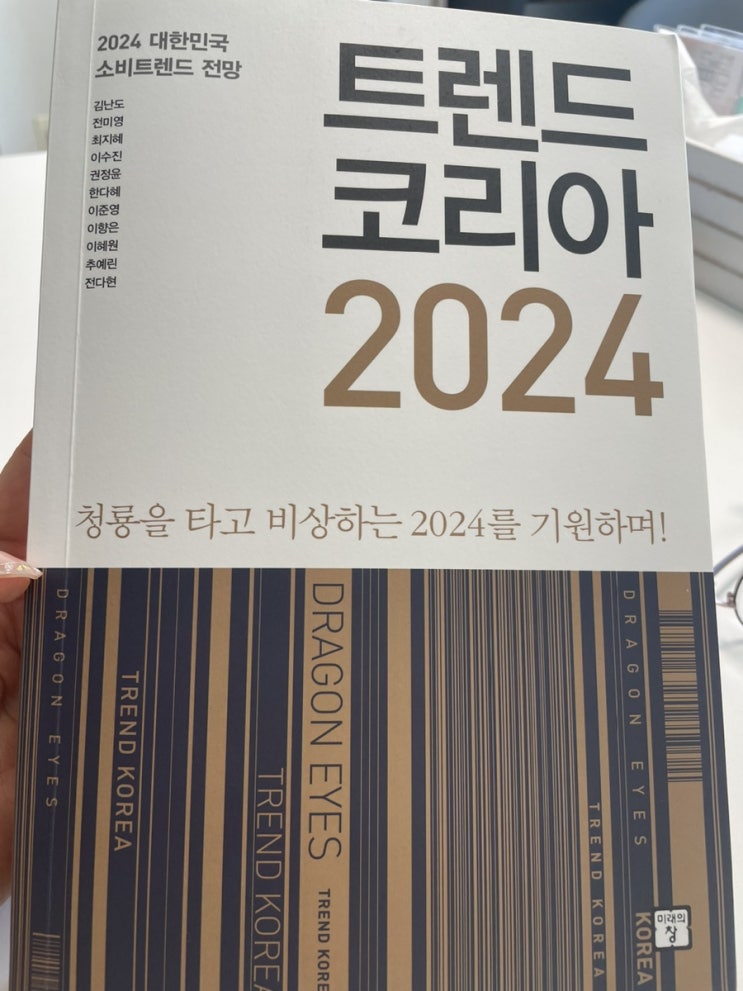 2024 대한민국
소비트렌드 전망
김난도
전미영
최지혜
이수진
권정윤
한다혜
이준영
이향은
이혜원
추예린
전다현
트렌드
코리아
2024
청룡을 타고 비상하는 2024를 기원하며!
DRAGON EYES
TREND KOREA
TREND KOREA
DRAGON EYES
TREND KORE
TREND KOREA
DRAGON EYES
KOREA
미래의
창